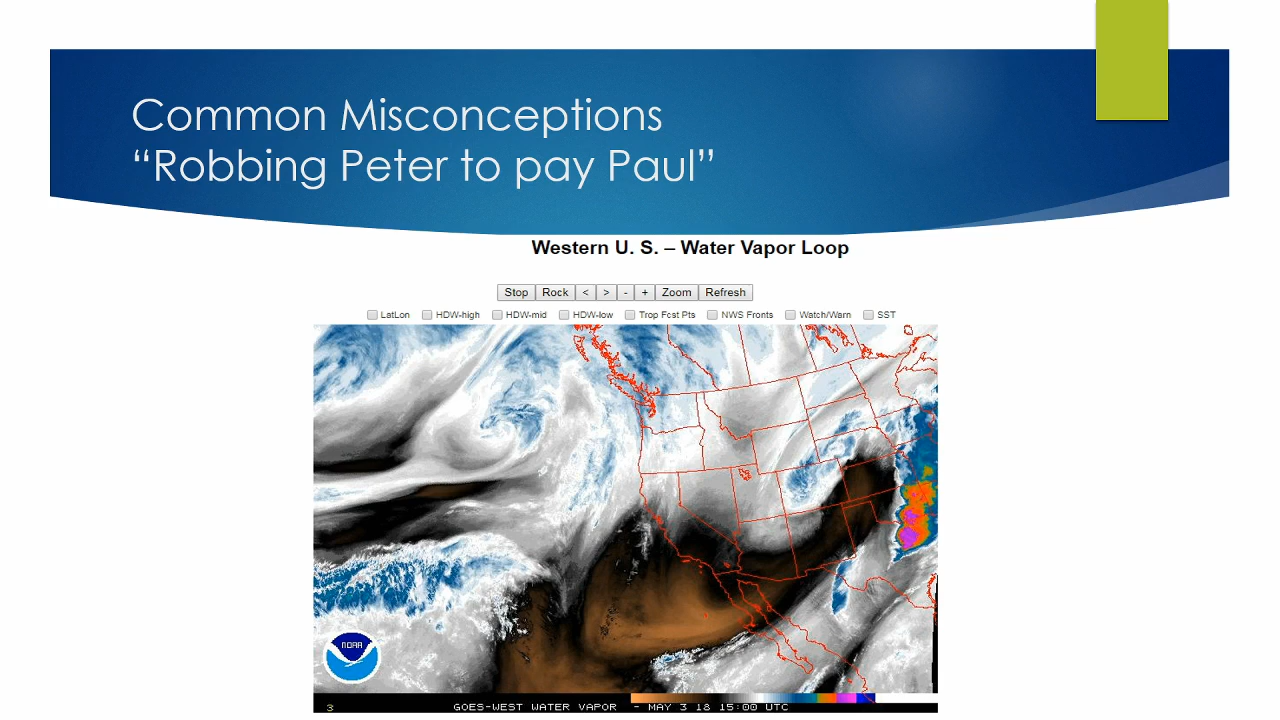 Common Misconceptions
“Robbing Peter to pay Paul”
Western U. S. – Water Vapor Loop
Stop Rock < > - + Zoom Refresh
LatLon HDW-high HDW-mid HDW-low Trop Fcst Pts NWS Fronts Watch/Warn SST
NOAA
3 GOES-WEST WATER VAPOR - MAY 3 18 15:00 UTC